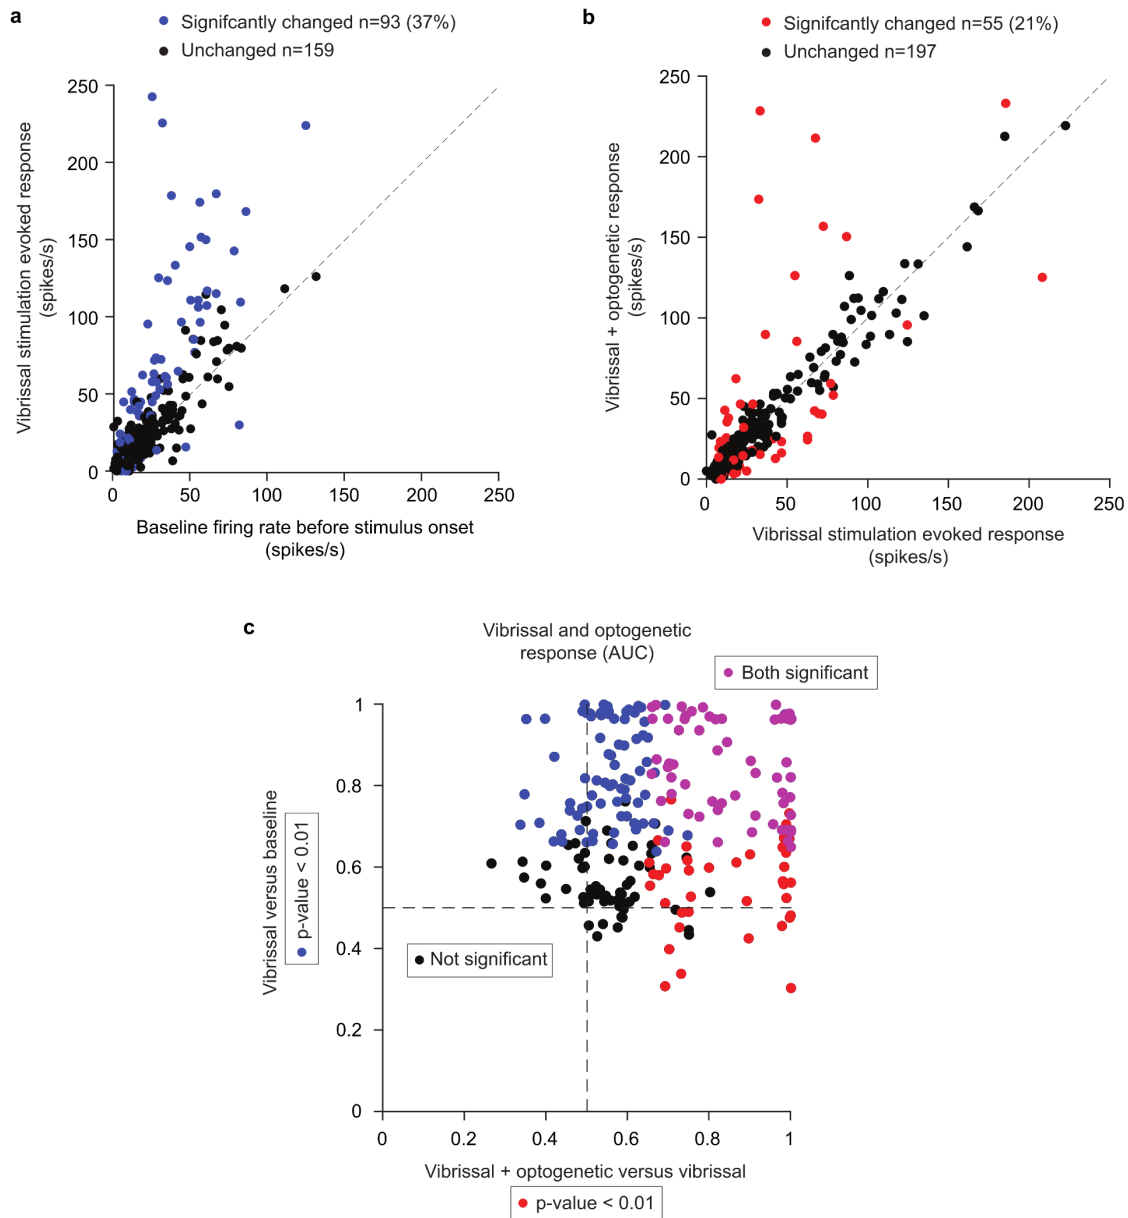 a
Signifcantly changed n=93 (37%)
Unchanged n=159
250
200
150
100
50
0
Vibrissal stimulation evoked response
(spikes/s)
0 50 100 150 200 250
Baseline firing rate before stimulus onset
(spikes/s)
b
Signifcantly changed n=55 (21%)
Unchanged n=197
250
200
150
100
50
0
Vibrissal + optogenetic response
(spikes/s)
0 50 100 150 200 250
Vibrissal stimulation evoked response
(spikes/s)
c
Vibrissal and optogenetic
response (AUC)
Both significant
1
0.8
0.6
0.4
0.2
0
Vibrissal versus baseline
p-value < 0.01
Not significant
0 0.2 0.4 0.6 0.8 1
Vibrissal + optogenetic versus vibrissal
p-value < 0.01